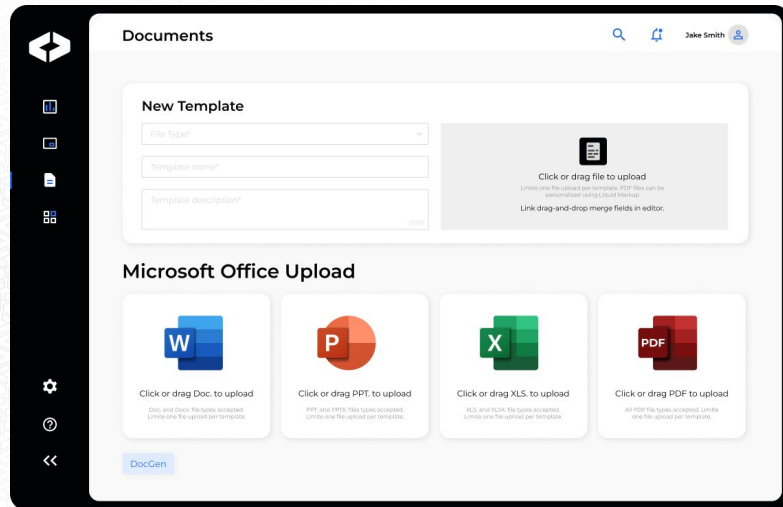 Documents
Jake Smith
New Template
File Type*
Template name*
Template description*
Click or drag file to upload
Limite one file upload per template. PDF files can be
personalized using Liquid Markup
Link drag-and-drop merge fields in editor.
Microsoft Office Upload
W
Click or drag Doc. to upload
Doc. and Docx. file types accepted.
Limite one file upload per template.
P
Click or drag PPT. to upload
PPT, and PPTX. files types accepted.
Limite one file upload per template.
X
Click or drag XLS. to upload
XLS. and XLSX. file types accepted.
Limite one file upload per template.
PDF
Click or drag PDF to upload
All PDF file types accepted. Limite
one file upload per template.
DocGen